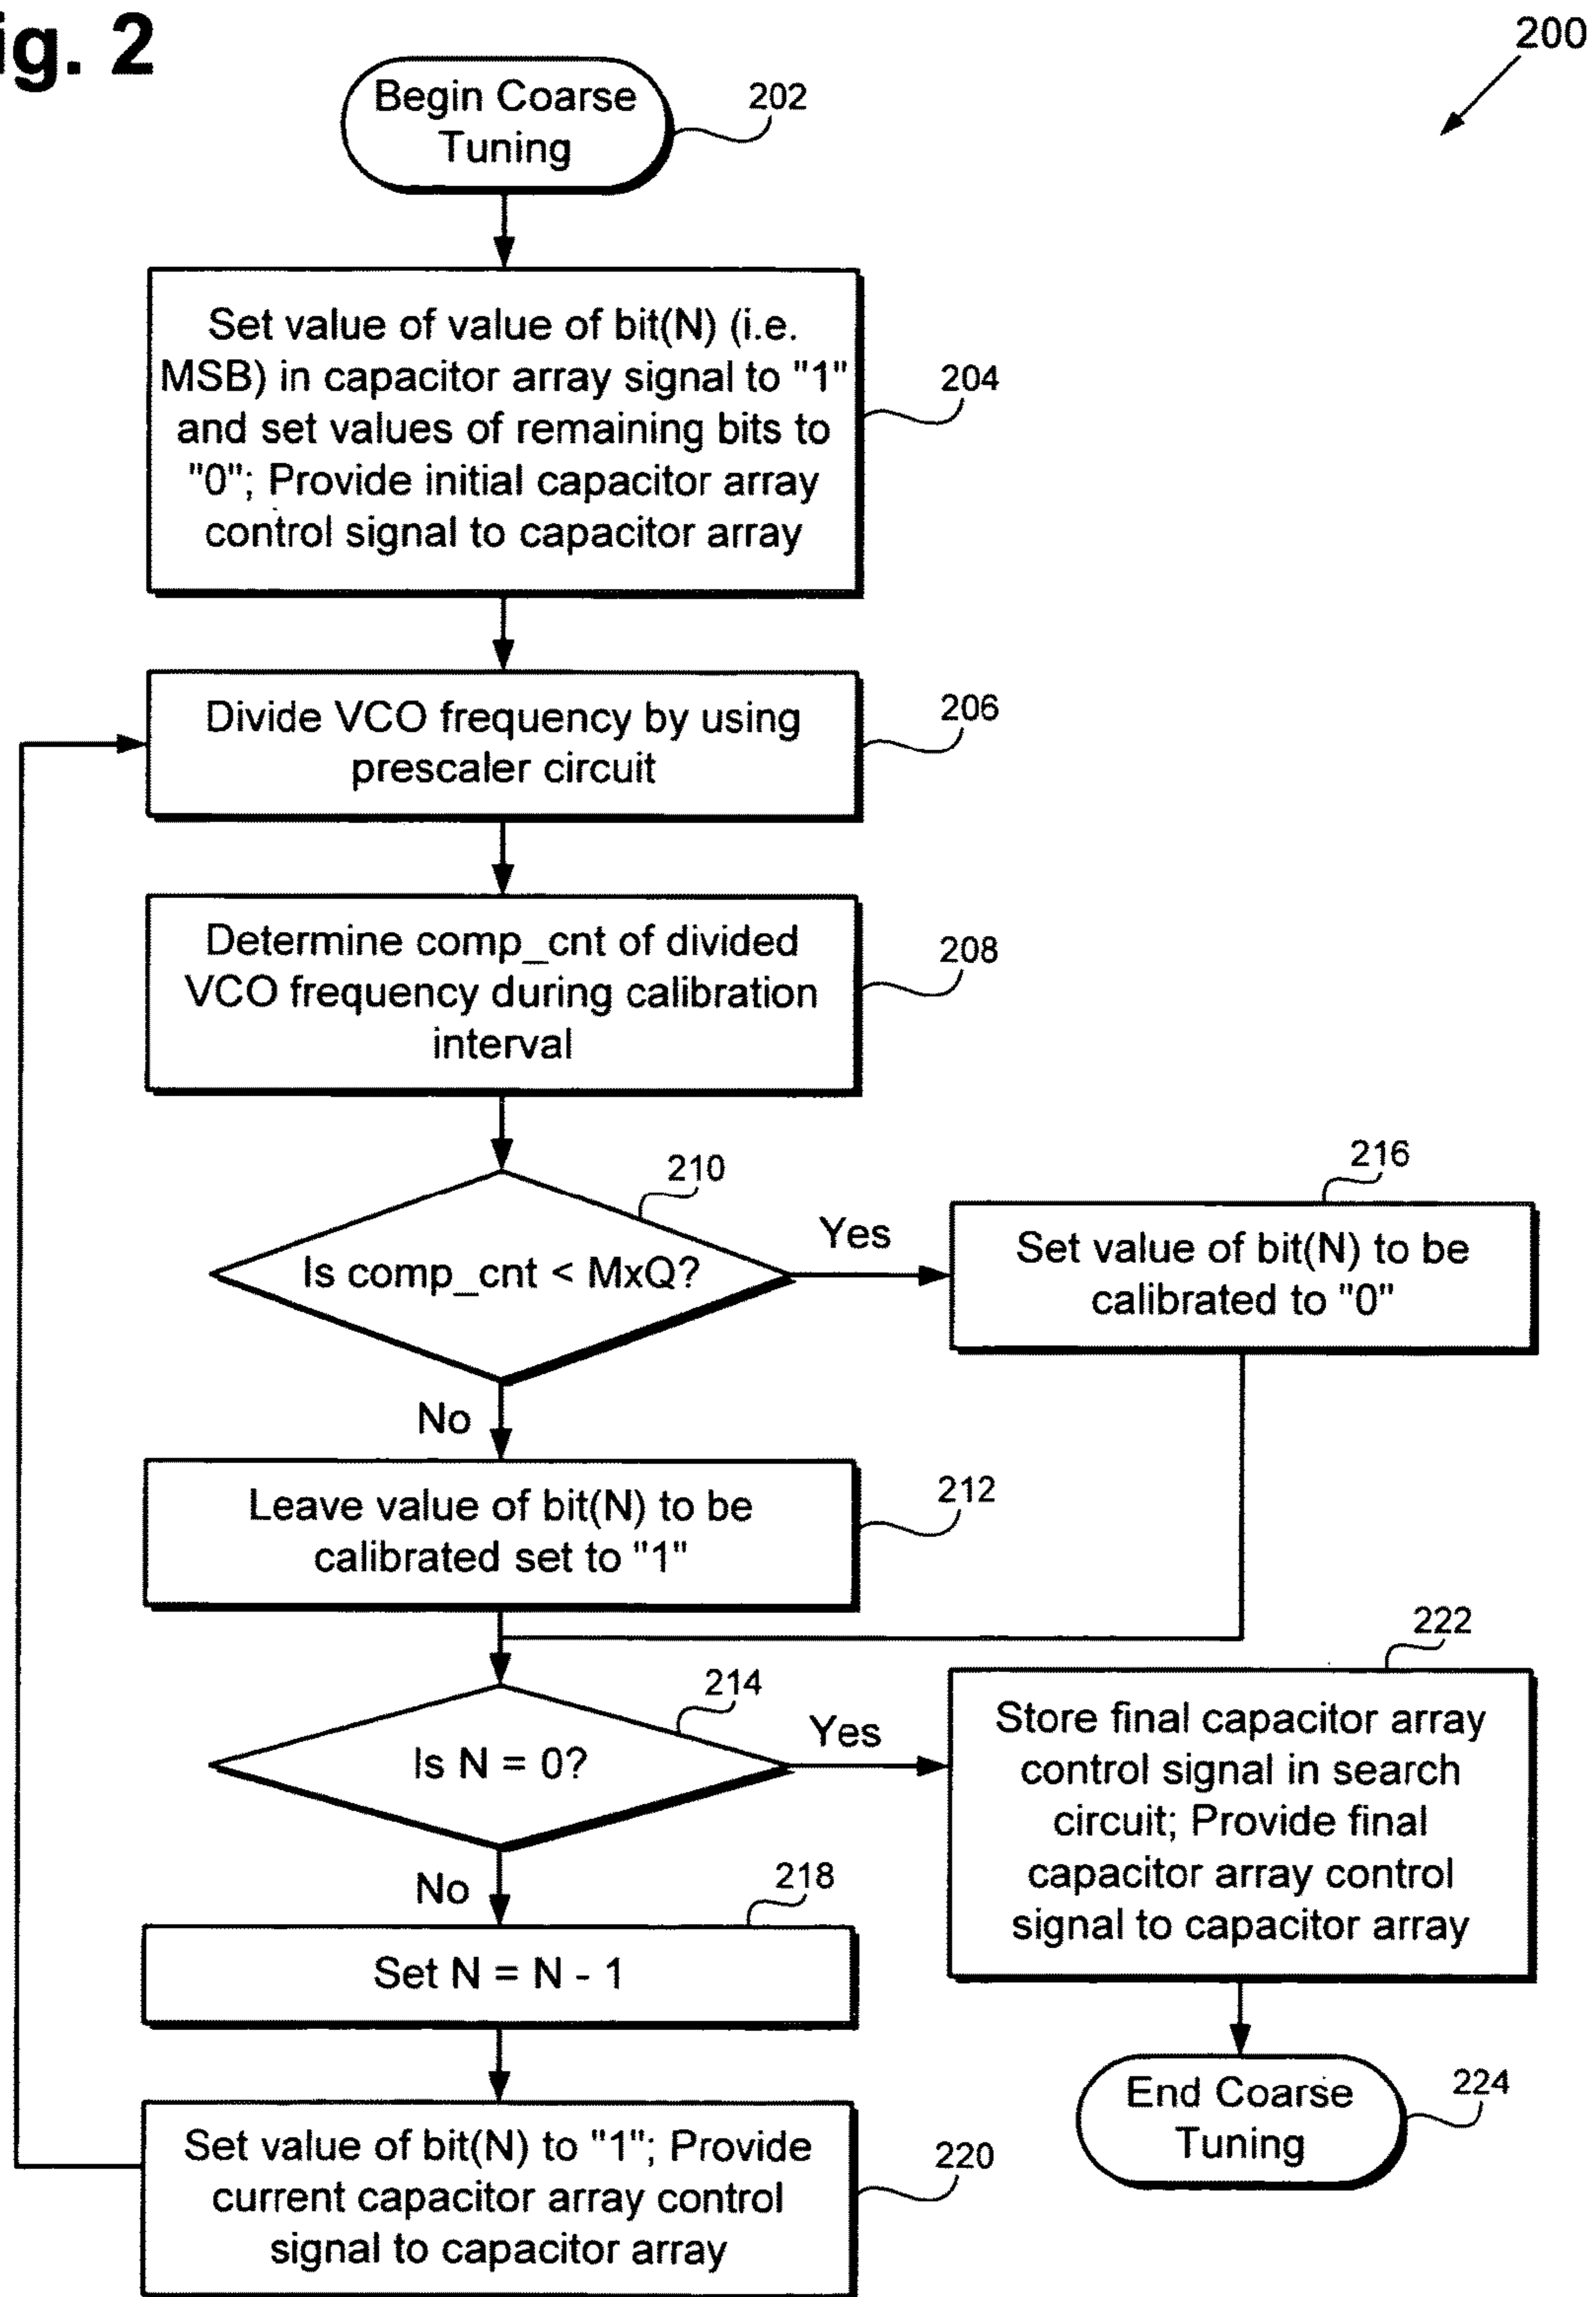 ig. 2
200
Begin Coarse
Tuning
202
Set value of value of bit(N) (i.e.
MSB) in capacitor array signal to "1"
and set values of remaining bits to
"0"; Provide initial capacitor array
control signal to capacitor array
204
Divide VCO frequency by using
prescaler circuit
206
Determine comp_cnt of divided
VCO frequency during calibration
interval
208
210
Is comp_cnt < MxQ?
Yes
216
Set value of bit(N) to be
calibrated to "0"
No
Leave value of bit(N) to be
calibrated set to "1"
212
214
Is N = 0?
Yes
222
Store final capacitor array
control signal in search
circuit; Provide final
capacitor array control
signal to capacitor array
No
218
Set N = N - 1
Set value of bit(N) to "1"; Provide
current capacitor array control
signal to capacitor array
220
End Coarse
Tuning
224